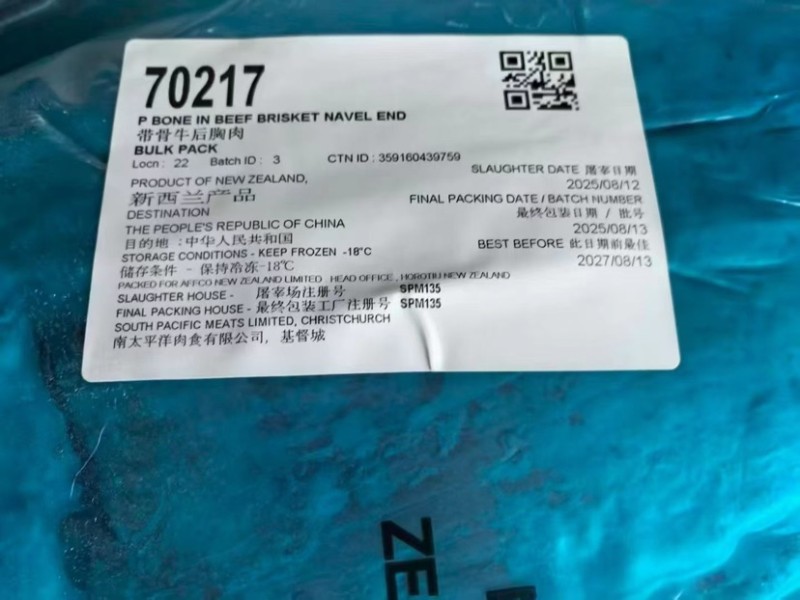 70217
P BONE IN BEEF BRISKET NAVEL END
带骨牛后胸肉
BULK PACK
Locn : 22 Batch ID : 3 CTN ID : 359160439759
PRODUCT OF NEW ZEALAND,
新西兰产品
DESTINATION
THE PEOPLE'S REPUBLIC OF CHINA
目的地 :中华人民共和国
STORAGE CONDITIONS - KEEP FROZEN -18°C
储存条件 - 保持冷冻-18℃
PACKED FOR AFFCO NEW ZEALAND LIMITED HEAD OFFICE , HOROTIU NEW ZEALAND
SLAUGHTER HOUSE - 屠宰场注册号 SPM135
FINAL PACKING HOUSE - 最终包装工厂注册号 SPM135
SOUTH PACIFIC MEATS LIMITED, CHRISTCHURCH
南太平洋肉食有限公司, 基督城
SLAUGHTER DATE 屠宰日期
2025/08/12
FINAL PACKING DATE / BATCH NUMBER
最终包装日期 / 批号
2025/08/13
BEST BEFORE 此日期前最佳
2027/08/13
ZE